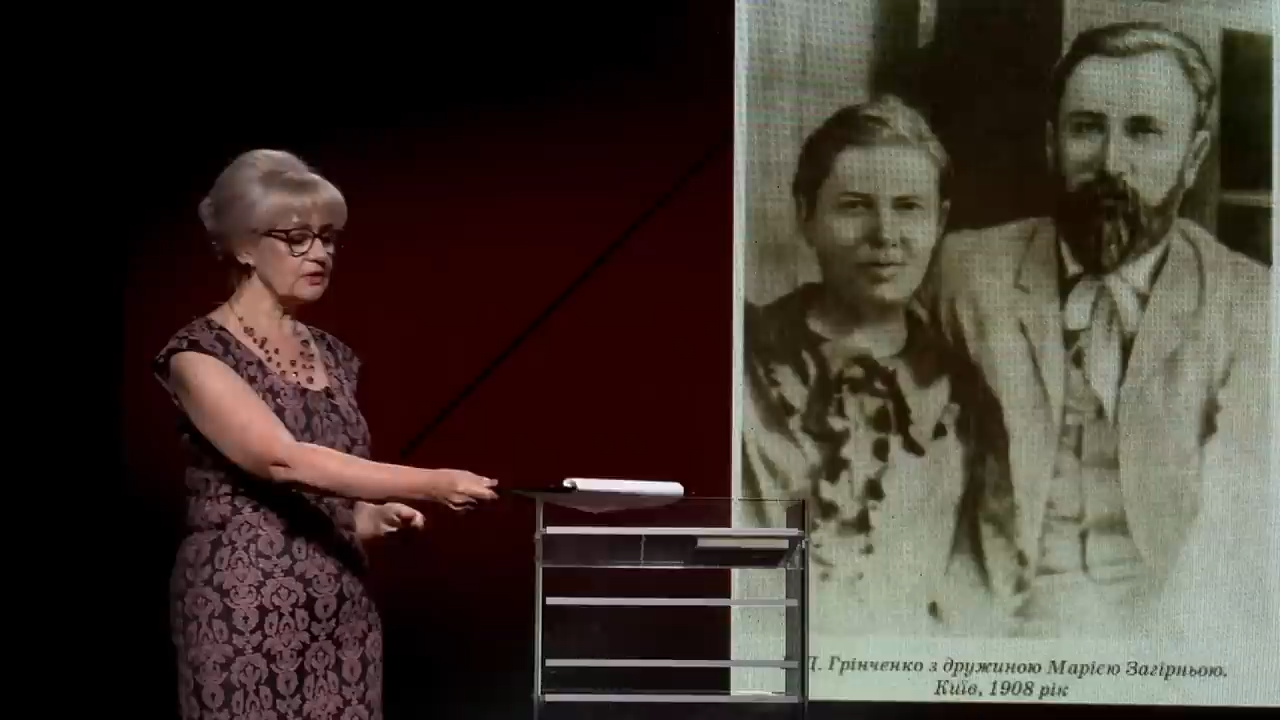 Д. Грінченко з дружиною Марією Загірньою.
Київ, 1908 рік